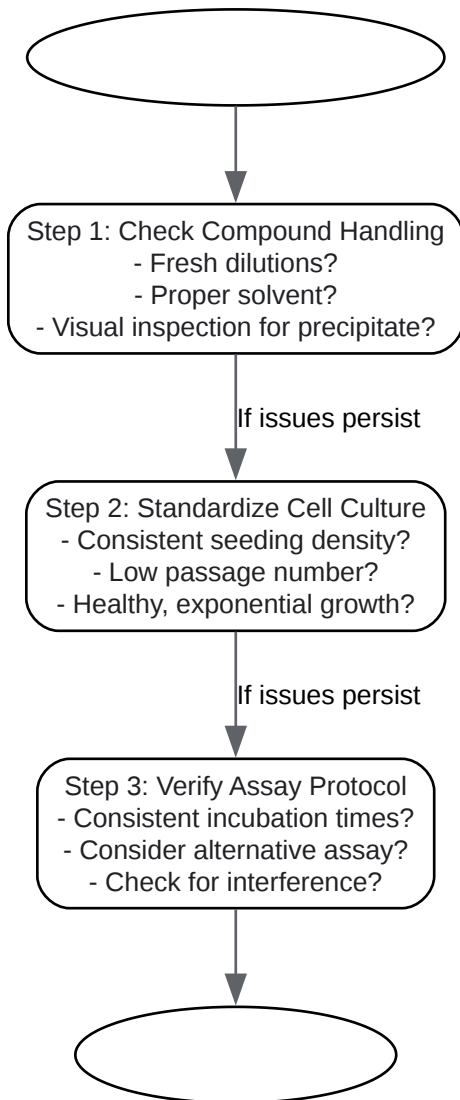 Step 1: Check Compound Handling
- Fresh dilutions?
- Proper solvent?
- Visual inspection for precipitate?
If issues persist
Step 2: Standardize Cell Culture
- Consistent seeding density?
- Low passage number?
- Healthy, exponential growth?
If issues persist
Step 3: Verify Assay Protocol
- Consistent incubation times?
- Consider alternative assay?
- Check for interference?